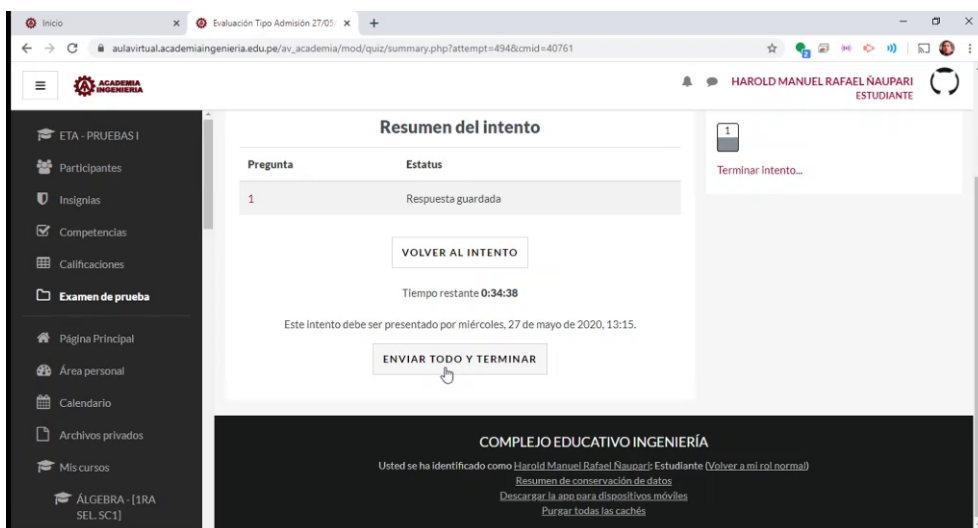 Inicio
Evaluación Tipo Admisión 27/05/
aulavirtual.academiaingenieria.edu.pe/av_academia/mod/quiz/summary.php?attempt=494&cmid=40761
ACADEMIA
INGENIERIA
HAROLD MANUEL RAFAEL ÑAUPARI
ESTUDIANTE
ETA - PRUEBAS I
Participantes
Insignias
Competencias
Calificaciones
Examen de prueba
Página Principal
Área personal
Calendario
Archivos privados
Mis cursos
ÁLGEBRA - [1RA
SEL. SC1]
Resumen del intento
Pregunta Estatus
1 Respuesta guardada
VOLVER AL INTENTO
Tiempo restante 0:34:38
Este intento debe ser presentado por miércoles, 27 de mayo de 2020, 13:15.
ENVIAR TODO Y TERMINAR
1
Terminar intento...
COMPLEJO EDUCATIVO INGENIERÍA
Usted se ha identificado como Harold Manuel Rafael Ñaupari: Estudiante (Volver a mi rol normal)
Resumen de conservación de datos
Descargar la app para dispositivos móviles
Purgar todas las cachés